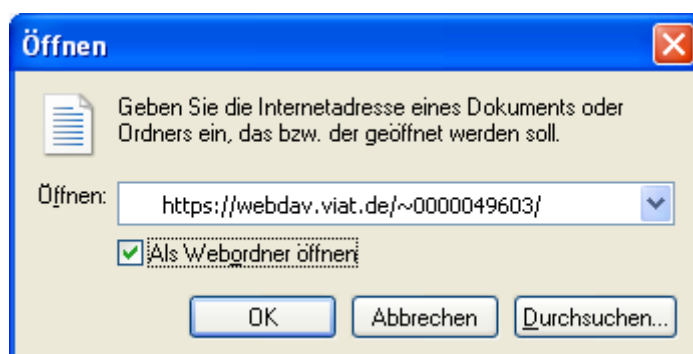 Öffnen
Geben Sie die Internetadresse eines Dokuments oder
Ordners ein, das bzw. der geöffnet werden soll.
Öffnen: https://webdav.viat.de/~0000049603/
Als Webordner öffnen
OK Abbrechen Durchsuchen...